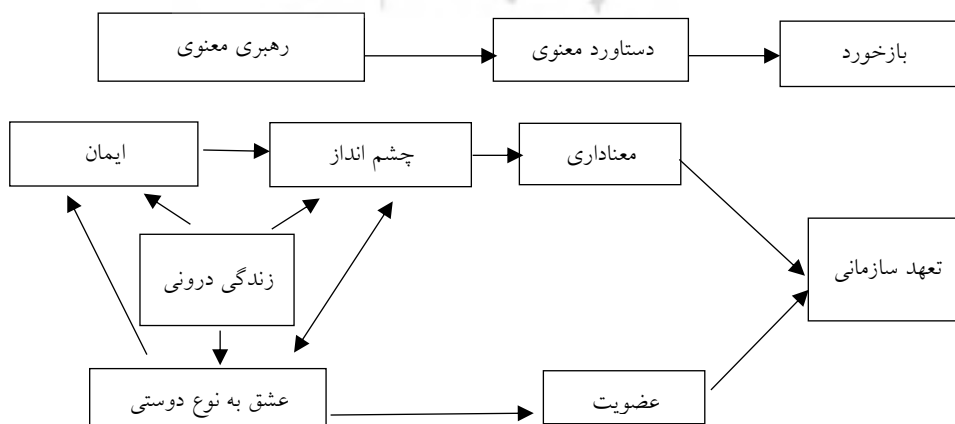 رهبری معنوی
دستاورد معنوی
بازخورد
ایمان
چشم انداز
معناداری
زندگی درونی
تعهد سازمانی
عشق به نوع دوستی
عضویت